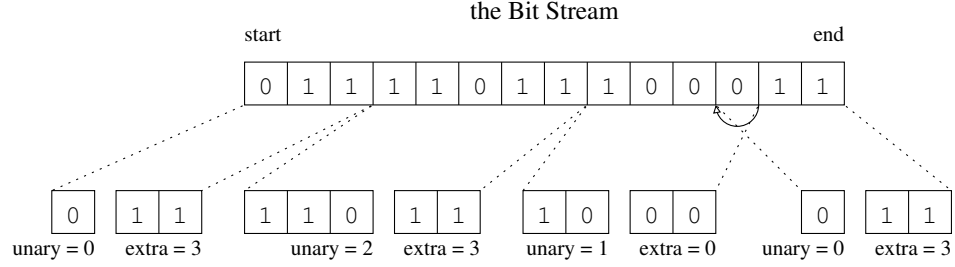 the Bit Stream
start end
0 1 1 1 1 0 1 1 1 0 0 0 1 1
0 1 1 1 1 0 1 1 1 0 0 0 0 1 1
unary = 0 extra = 3 unary = 2 extra = 3 unary = 1 extra = 0 unary = 0 extra = 3